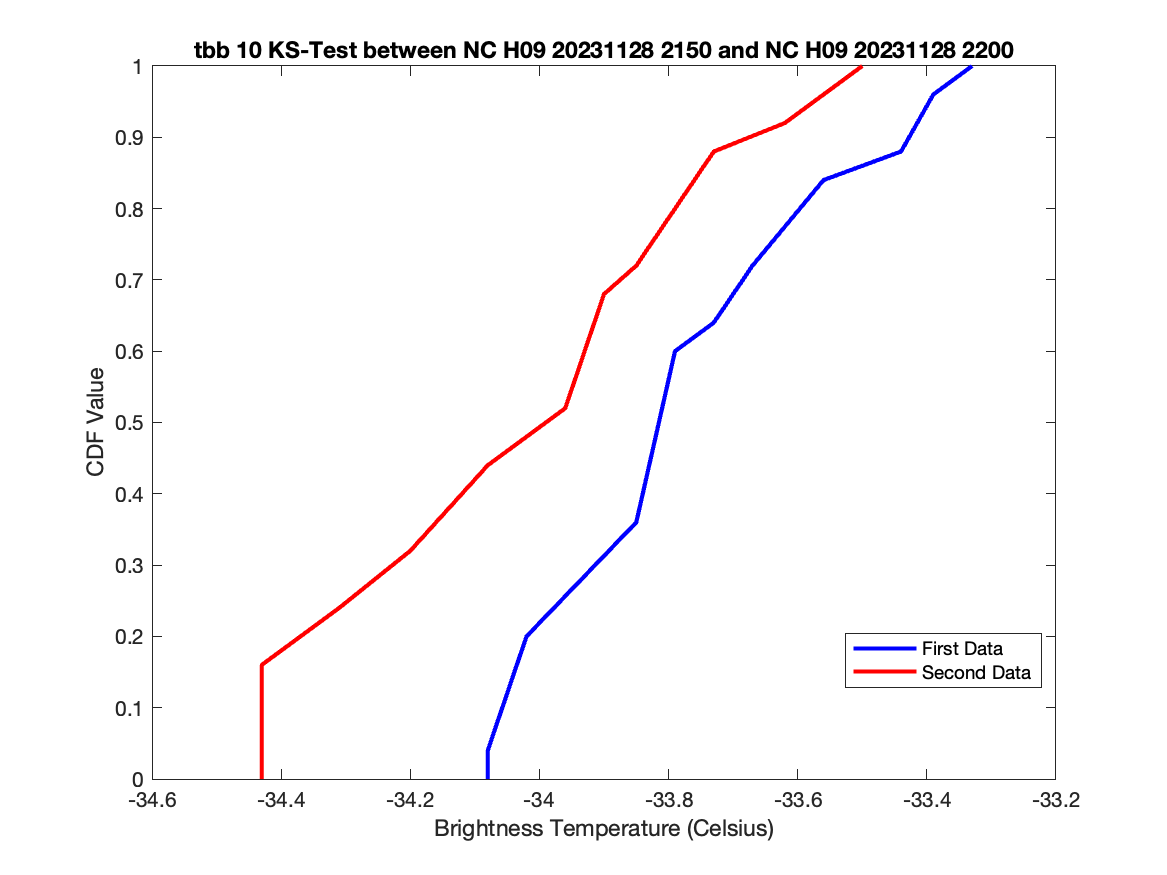 tbb 10 KS-Test between NC H09 20231128 2150 and NC H09 20231128 2200
1
0.9
0.8
0.7
0.6
0.5
0.4
0.3
0.2
0.1
0
CDF Value
First Data
Second Data
-34.6 -34.4 -34.2 -34 -33.8 -33.6 -33.4 -33.2
Brightness Temperature (Celsius)